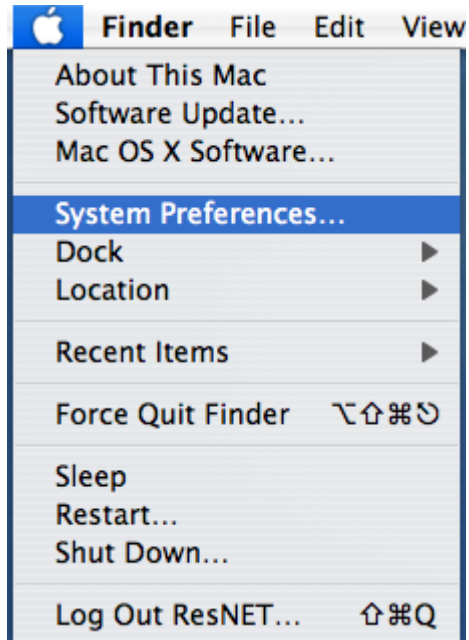 Finder File Edit View
About This Mac
Software Update...
Mac OS X Software...
System Preferences...
Dock
Location
Recent Items
Force Quit Finder ⌥⇧⌘⎋
Sleep
Restart...
Shut Down...
Log Out ResNET... ⇧⌘Q